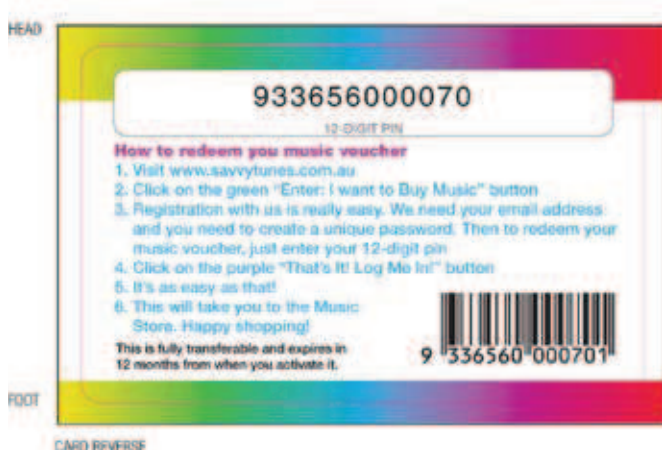 HEAD
933656000070
12-DIGIT PIN
How to redeem you music voucher
1. Visit www.savvytunes.com.au
2. Click on the green "Enter: I want to Buy Music" button
3. Registration with us is really easy. We need your email address
and you need to create a unique password. Then to redeem your
music voucher, just enter your 12-digit pin
4. Click on the purple "That's It! Log Me In!" button
5. It's as easy as that!
6. This will take you to the Music
Store. Happy shopping!
This is fully transferable and expires in
12 months from when you activate it.
9 336560 000701
FOOT
CARD REVERSE